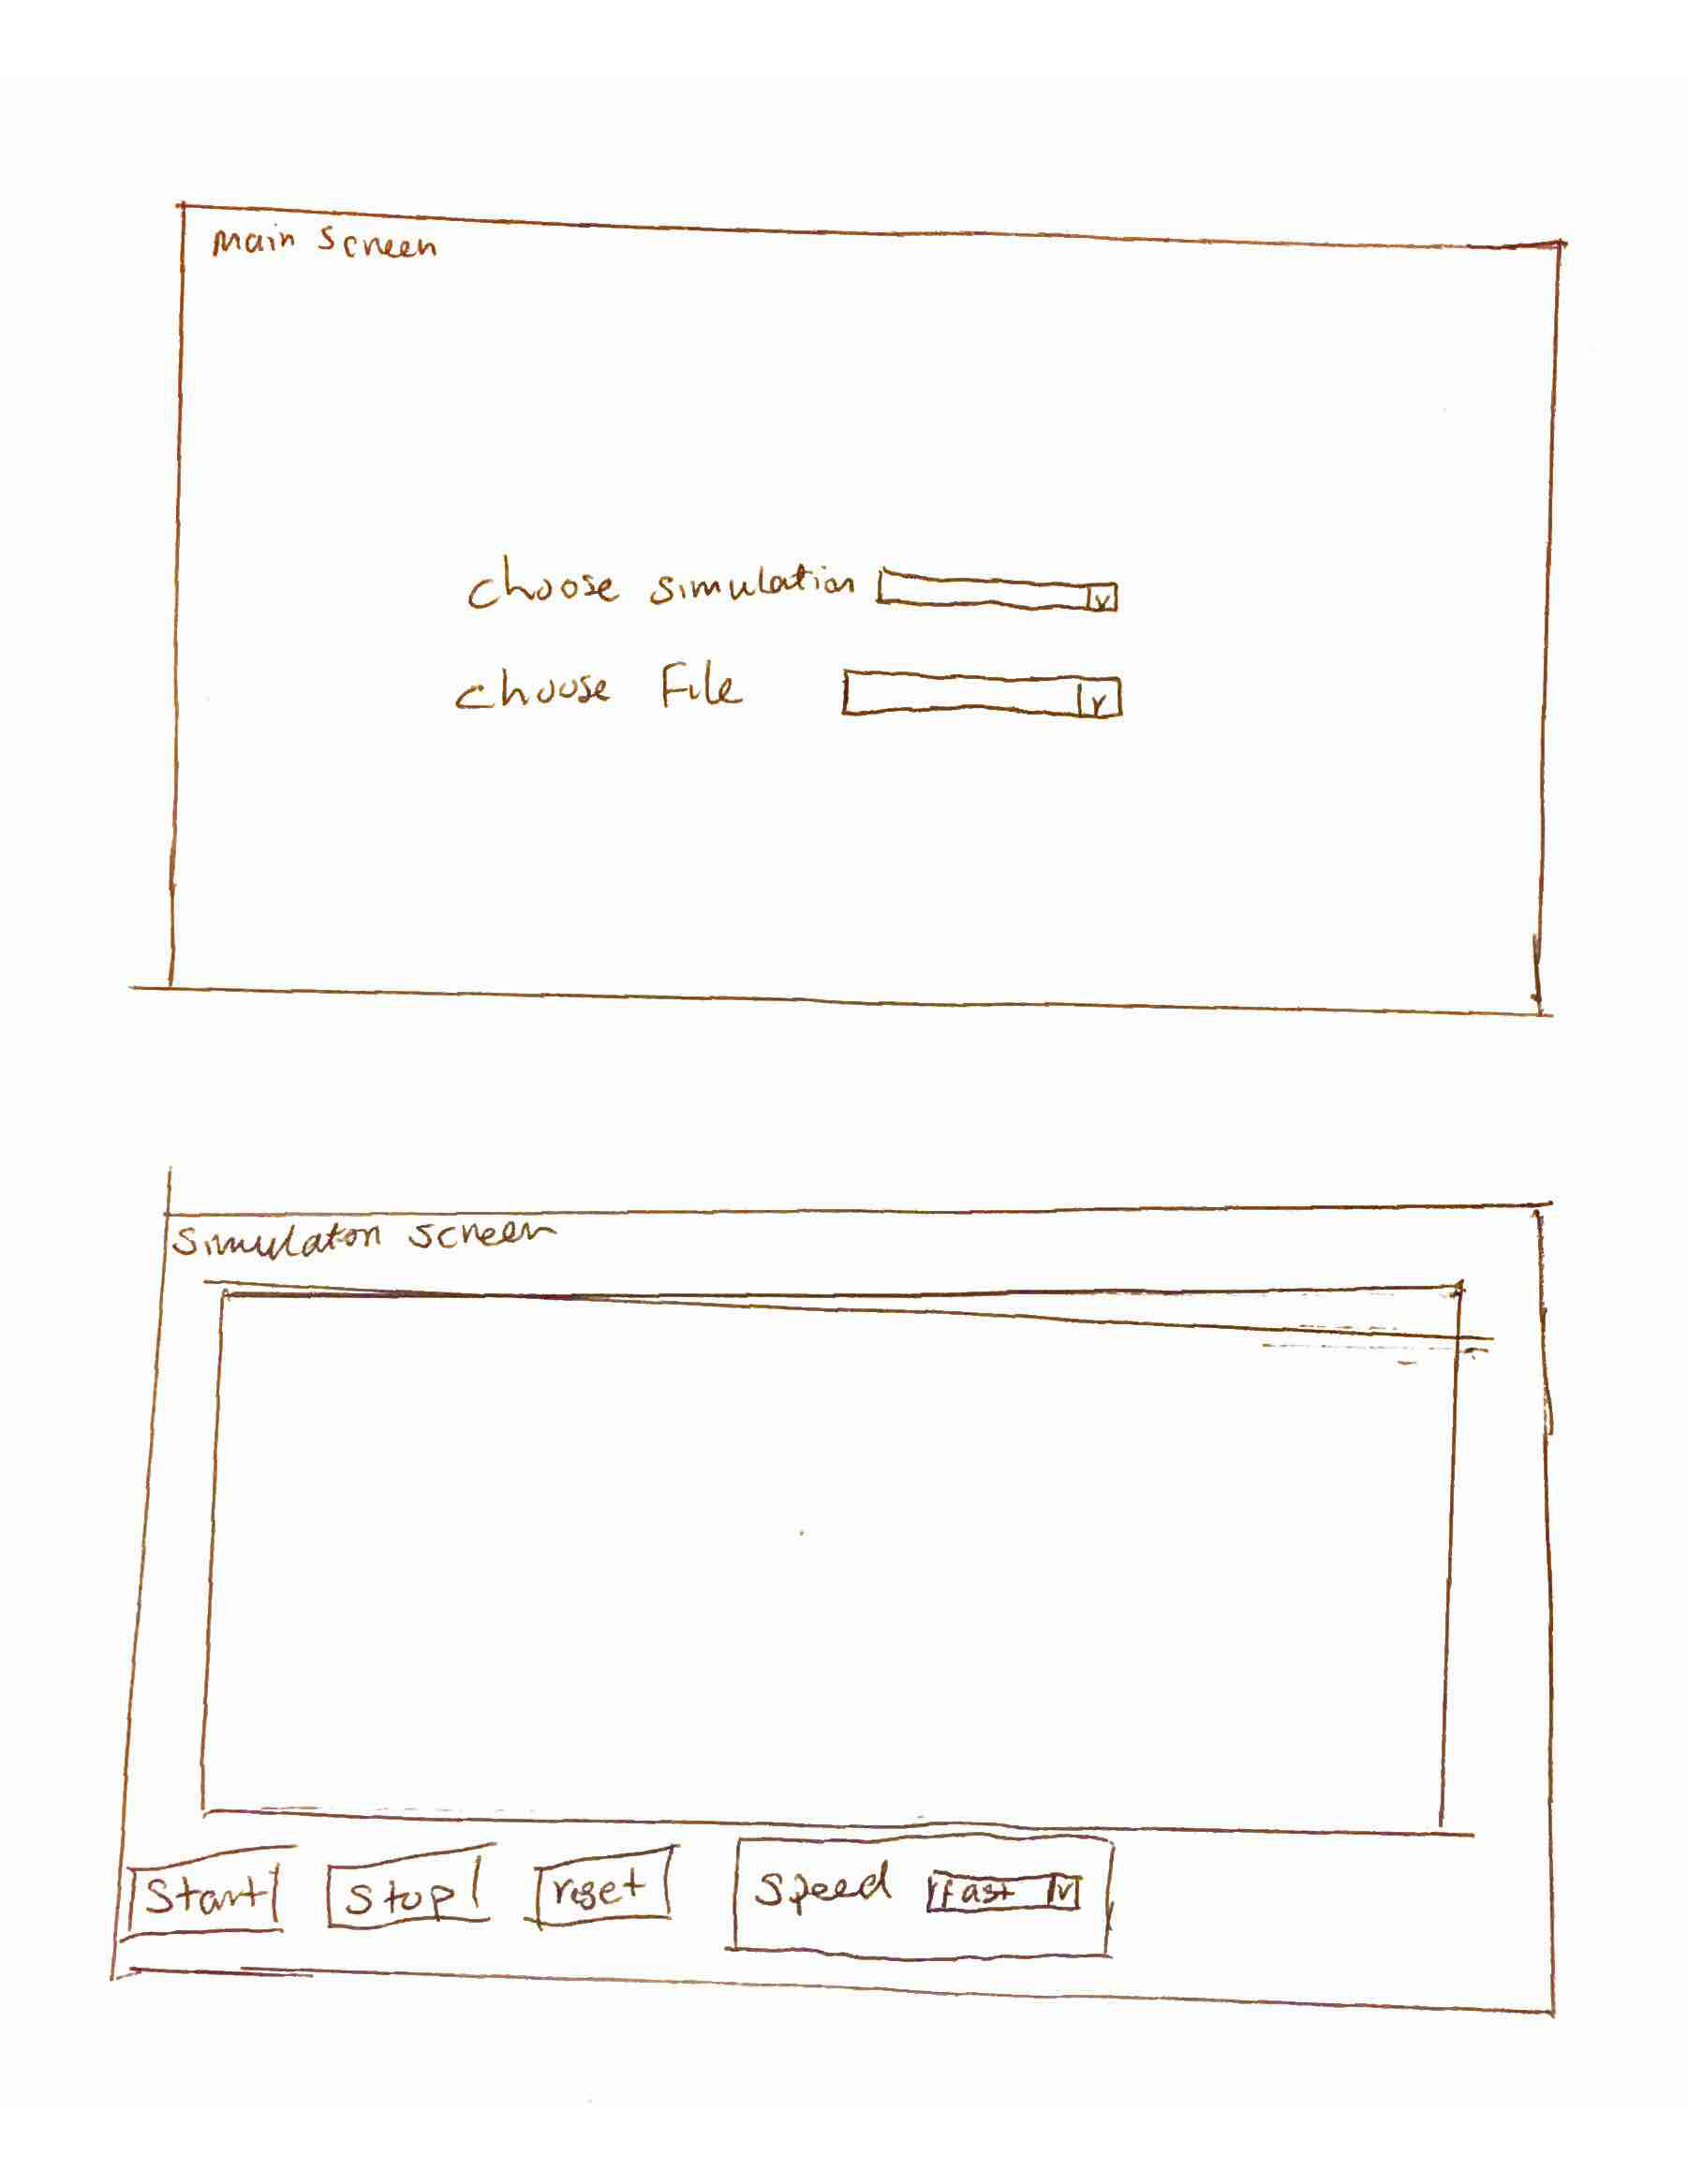 main screen
choose simulation
choose File
Simulaton screen
Start stop reset speed Fast